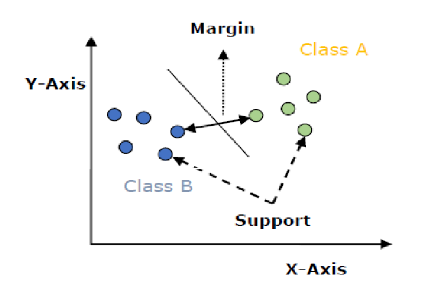 Margin
Class A
Y-Axis
Class B
Support
X-Axis